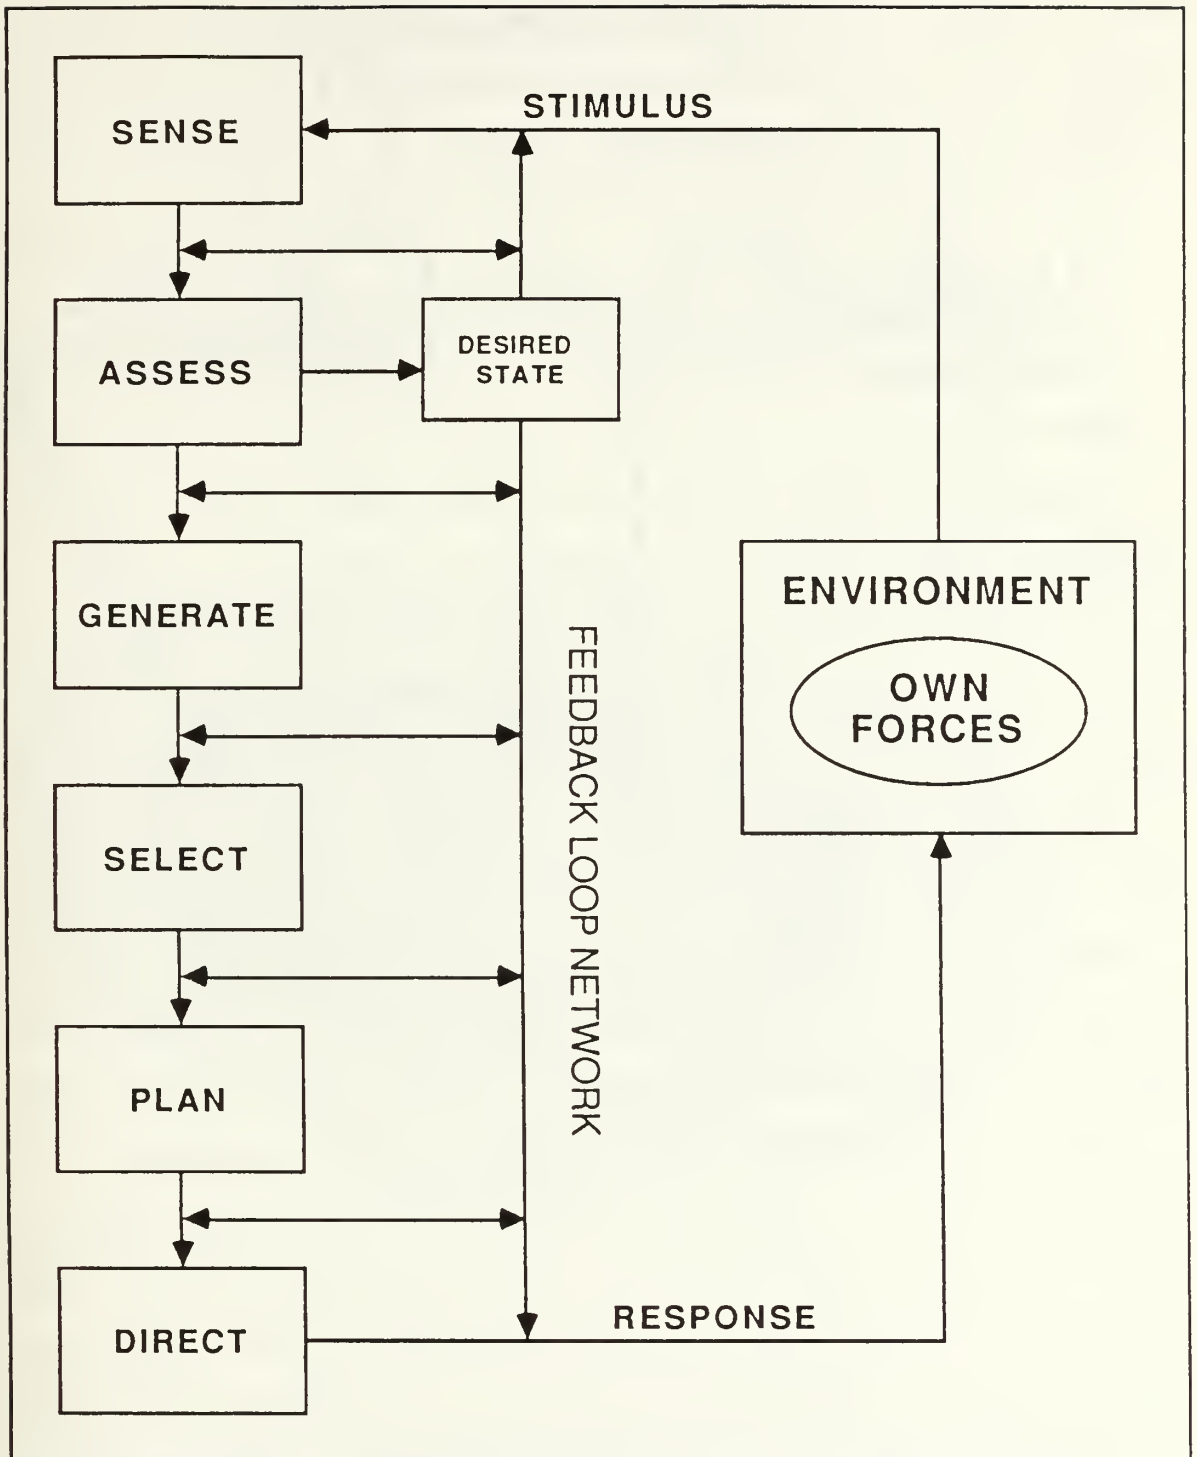 STIMULUS
SENSE
ASSESS
DESIRED
STATE
GENERATE
SELECT
PLAN
DIRECT
FEEDBACK LOOP NETWORK
ENVIRONMENT
OWN
FORCES
RESPONSE